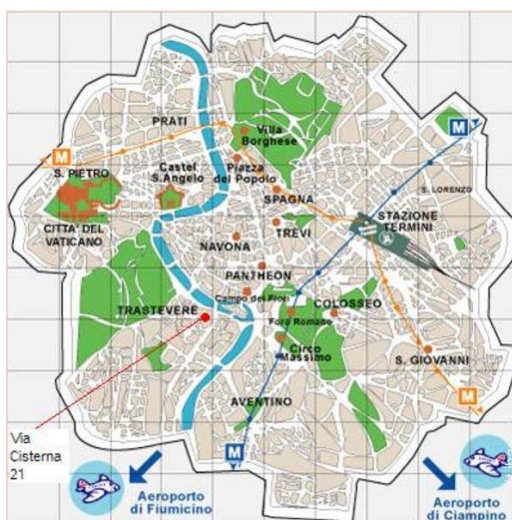 PRATI
Villa
Borghese
M
M
S. PIETRO
Castel
S.Angelo
Piazza
del Popolo
S. LORENZO
SPAGNA
CITTA' DEL
VATICANO
STAZIONE
TERMINI
NAVONA
TREVI
PANTHEON
Campo dei Fiori
COLOSSEO
TRASTEVERE
Foro Romano
Circo
Massimo
S. GIOVANNI
AVENTINO
M
M
Via
Cisterna
21
Aeroporto
di Fiumicino
Aeroporto
di Ciampino